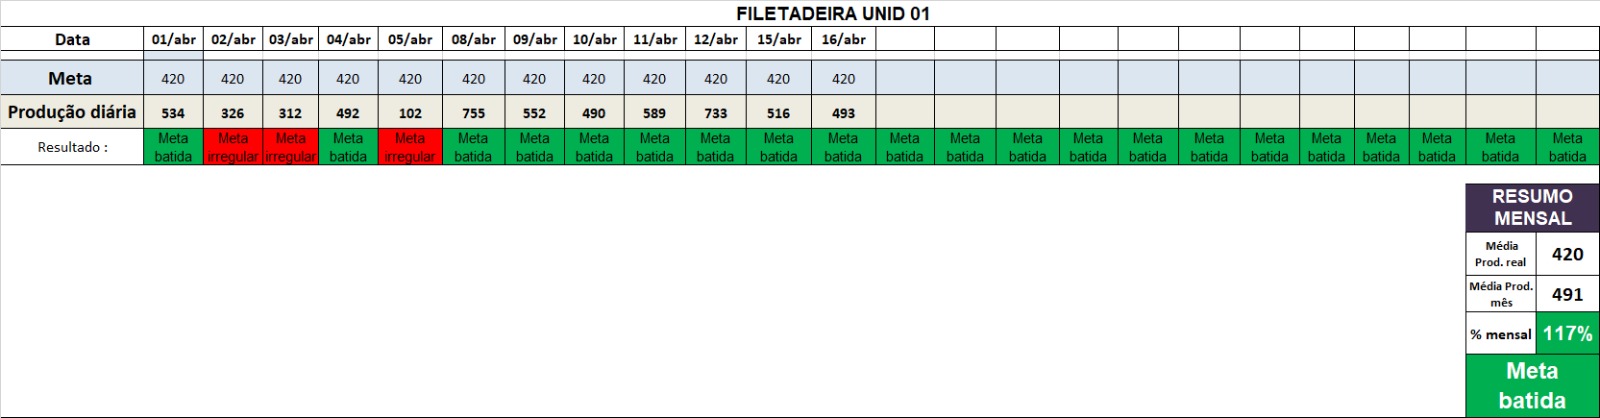 FILETADEIRA UNID 01
Data 01/abr 02/abr 03/abr 04/abr 05/abr 08/abr 09/abr 10/abr 11/abr 12/abr 15/abr 16/abr
Meta 420 420 420 420 420 420 420 420 420 420 420 420
Produção diária 534 326 312 492 102 755 552 490 589 733 516 493
Resultado : Meta batida Meta irregular Meta irregular Meta batida Meta irregular Meta batida Meta batida Meta batida Meta batida Meta batida Meta batida Meta batida Meta batida Meta batida Meta batida Meta batida Meta batida Meta batida Meta batida Meta batida Meta batida Meta batida Meta batida Meta batida
RESUMO
MENSAL
Média
Prod. real 420
Média Prod.
mês 491
% mensal 117%
Meta
batida